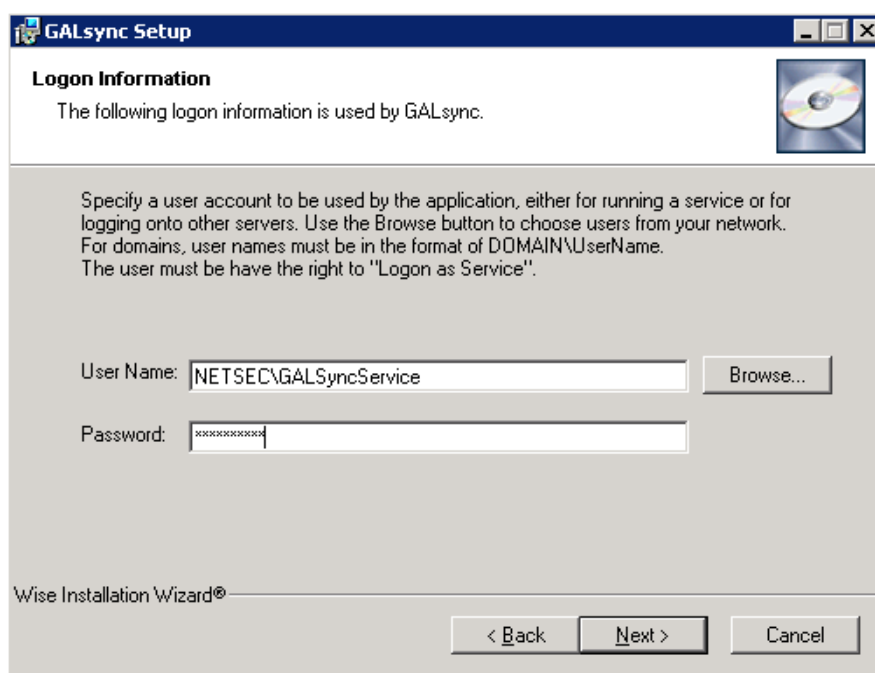 GALsync Setup
Logon Information
The following logon information is used by GALsync.
Specify a user account to be used by the application, either for running a service or for
logging onto other servers. Use the Browse button to choose users from your network.
For domains, user names must be in the format of DOMAIN\UserName.
The user must be have the right to "Logon as Service".
User Name: NETSEC\GALSyncService Browse...
Password: **********
Wise Installation Wizard®
< Back Next > Cancel